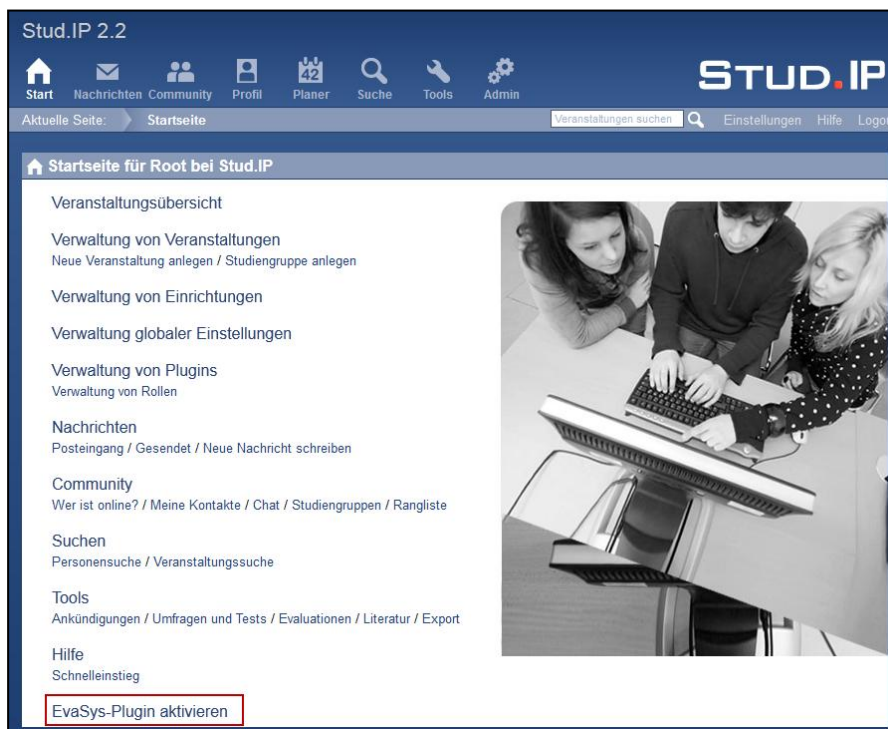 Stud.IP 2.2
42
Start Nachrichten Community Profil Planer Suche Tools Admin
STUD.IP
Aktuelle Seite: Startseite Veranstaltungen suchen Einstellungen Hilfe Logou
Startseite für Root bei Stud.IP
Veranstaltungsübersicht
Verwaltung von Veranstaltungen
Neue Veranstaltung anlegen / Studiengruppe anlegen
Verwaltung von Einrichtungen
Verwaltung globaler Einstellungen
Verwaltung von Plugins
Verwaltung von Rollen
Nachrichten
Posteingang / Gesendet / Neue Nachricht schreiben
Community
Wer ist online? / Meine Kontakte / Chat / Studiengruppen / Rangliste
Suchen
Personensuche / Veranstaltungssuche
Tools
Ankündigungen / Umfragen und Tests / Evaluationen / Literatur / Export
Hilfe
Schnelleinstieg
EvaSys-Plugin aktivieren